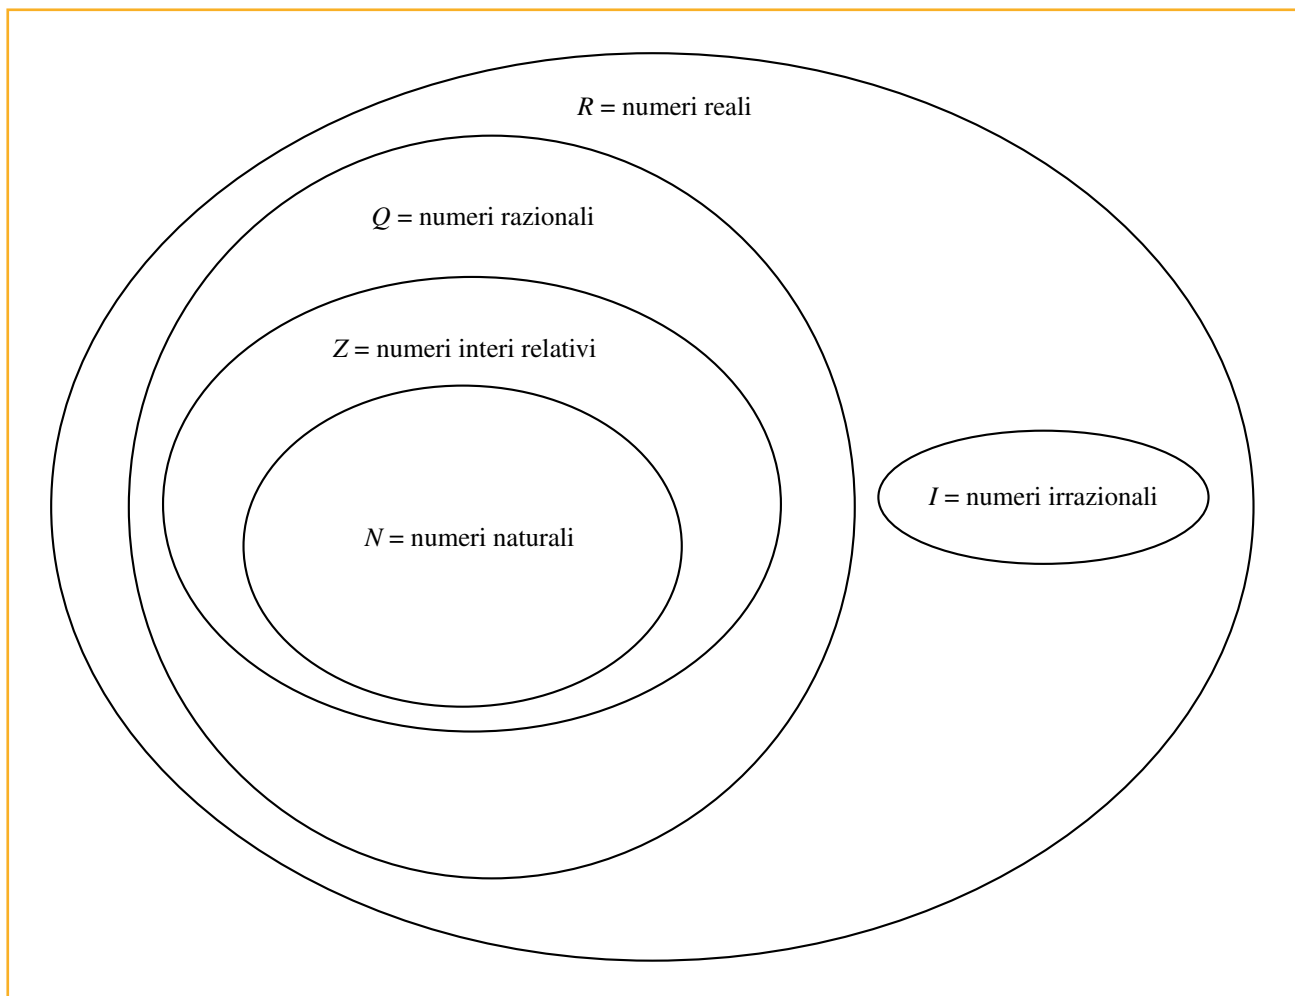 R = numeri reali
Q = numeri razionali
Z = numeri interi relativi
I = numeri irrazionali
N = numeri naturali